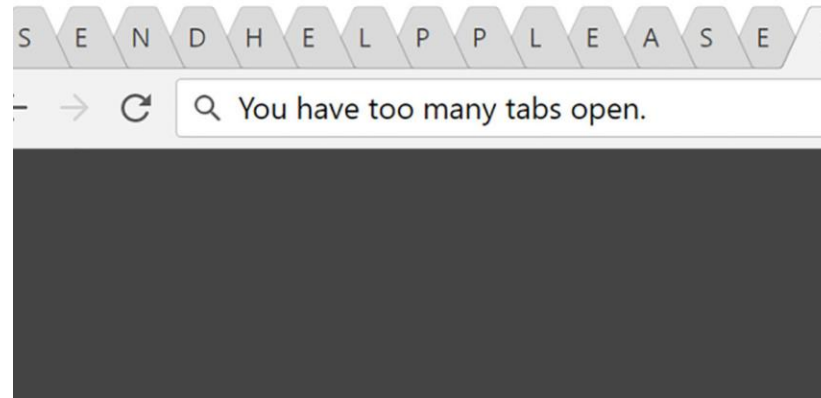 S E N D H E L P P L E A S E
You have too many tabs open.